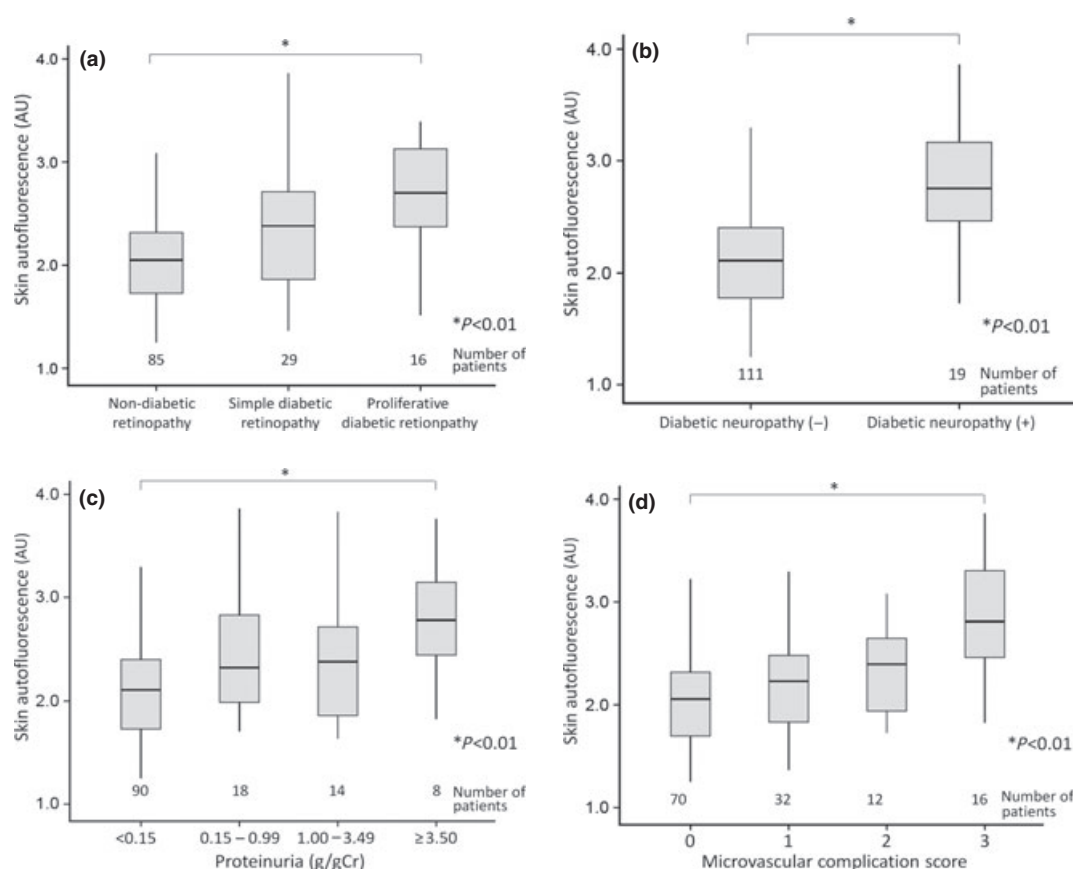 (a)
*
Skin autofluorescence (AU)
4.0
3.0
2.0
1.0
*P<0.01
85
29
16
Number of
patients
Non-diabetic
retinopathy
Simple diabetic
retinopathy
Proliferative
diabetic retionpathy
(b)
*
Skin autofluorescence (AU)
4.0
3.0
2.0
1.0
*P<0.01
111
19
Number of
patients
Diabetic neuropathy (–)
Diabetic neuropathy (+)
(c)
*
Skin autofluorescence (AU)
4.0
3.0
2.0
1.0
*P<0.01
90
18
14
8
Number of
patients
<0.15
0.15 – 0.99
1.00 – 3.49
≥3.50
Proteinuria (g/gCr)
(d)
*
Skin autofluorescence (AU)
4.0
3.0
2.0
1.0
*P<0.01
70
32
12
16
Number of
patients
0
1
2
3
Microvascular complication score